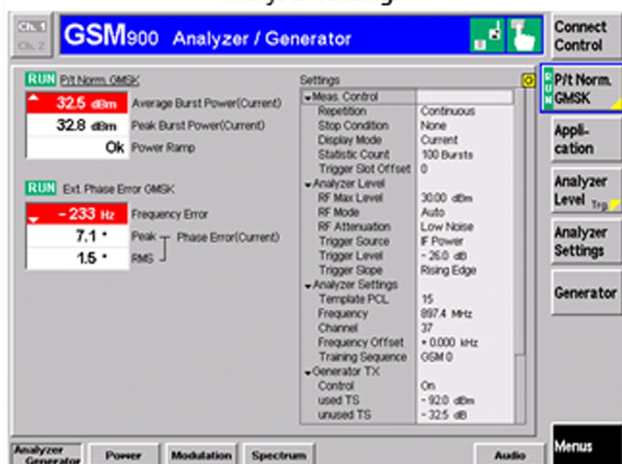 Ch. 1
Ch. 2
GSM900 Analyzer / Generator
Connect Control
RUN P/t Norm. GMSK
32.5 dBm Average Burst Power(Current)
32.8 dBm Peak Burst Power(Current)
Ok Power Ramp
RUN Ext. Phase Error GMSK
- 233 Hz Frequency Error
7.1 ° Peak Phase Error(Current)
1.5 ° RMS
Settings
Meas. Control
Repetition Continuous
Stop Condition None
Display Mode Current
Statistic Count 100 Bursts
Trigger Slot Offset 0
Analyzer Level
RF Max Level 30.00 dBm
RF Mode Auto
RF Attenuation Low Noise
Trigger Source IF Power
Trigger Level - 26.0 dB
Trigger Slope Rising Edge
Analyzer Settings
Template PCL 15
Frequency 897.4 MHz
Channel 37
Frequency Offset + 0.000 kHz
Training Sequence GSM 0
Generator TX
Control On
used TS - 92.0 dBm
unused TS - 32.5 dB
RUN
P/t Norm.
GMSK
Appli-
cation
Analyzer
Level Trg.
Analyzer
Settings
Generator
Menus
Analyzer
Generator
Power
Modulation
Spectrum
Audio